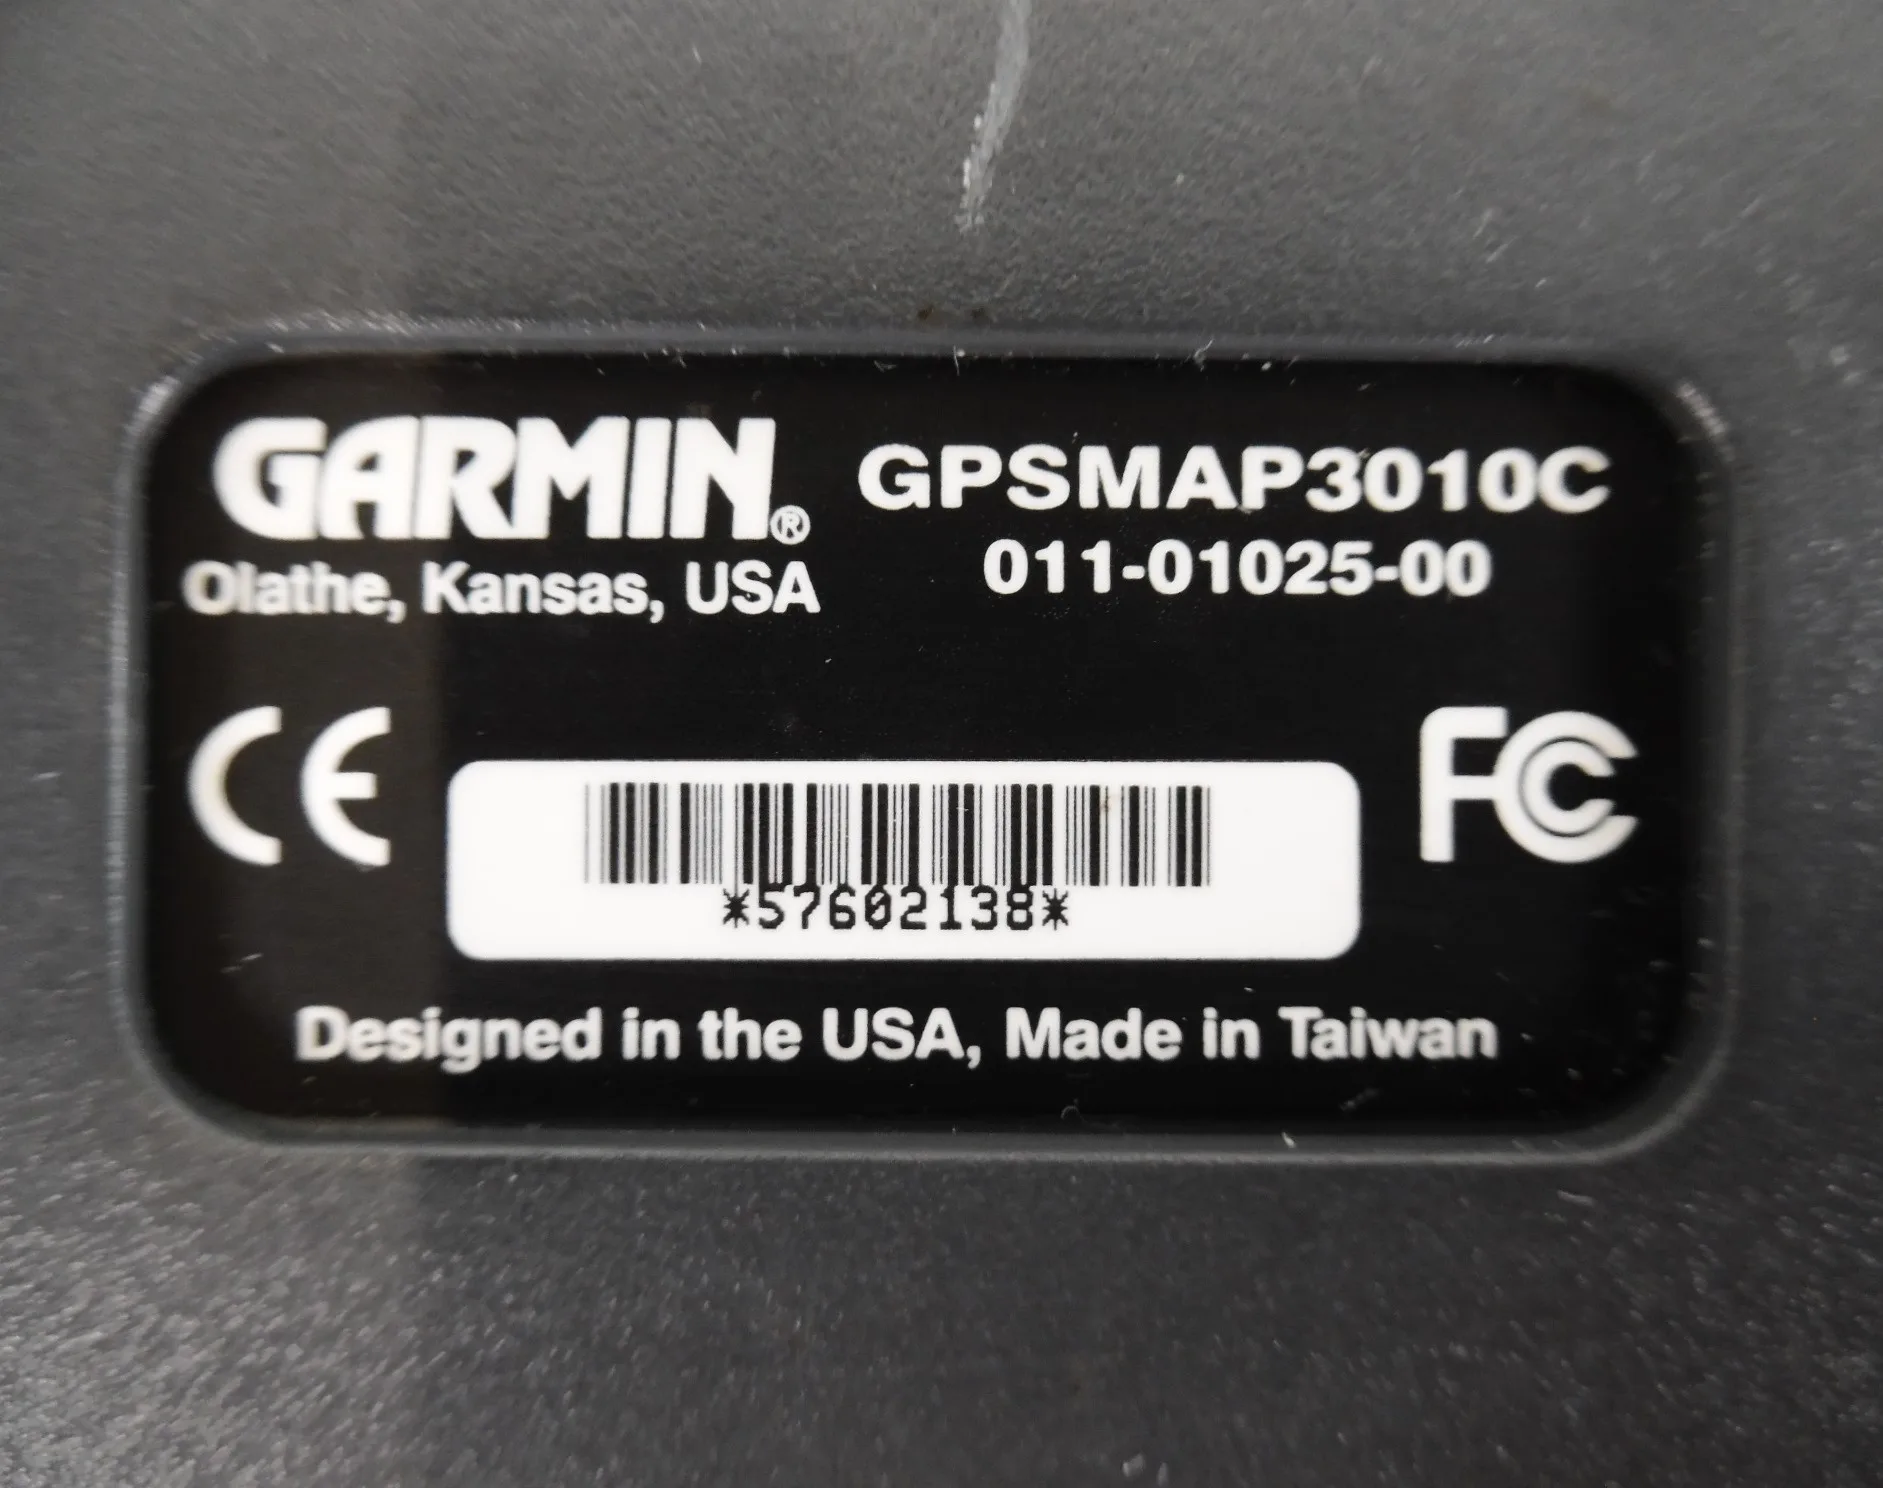 GARMIN®
Olathe, Kansas, USA
GPSMAP3010C
011-01025-00
CE
FC
*57602138*
Designed in the USA, Made in Taiwan